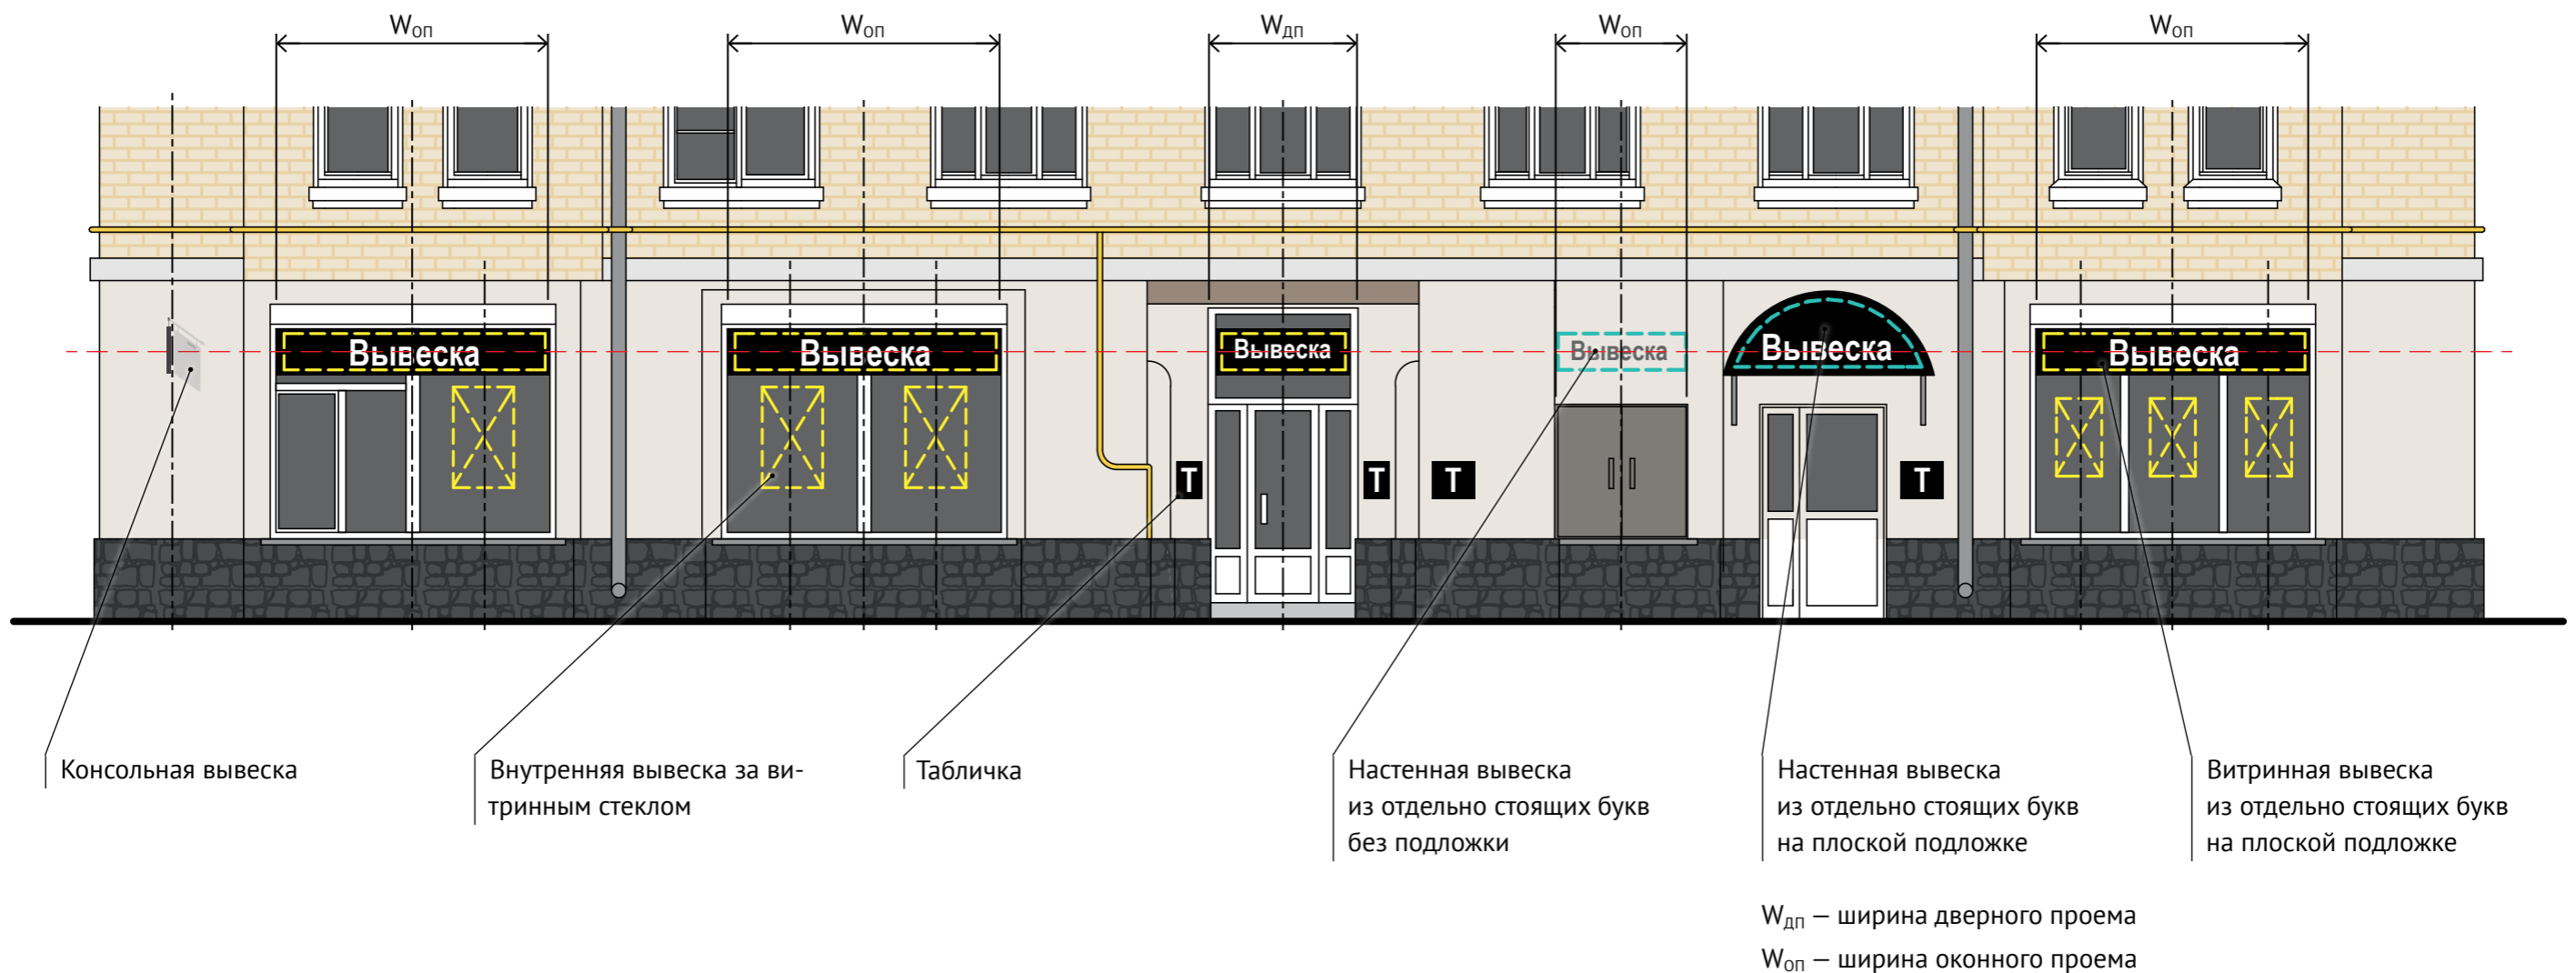 Wоп
Wоп
Wдп
Wоп
Wоп
Вывеска
Вывеска
Вывеска
Вывеска
Вывеска
Вывеска
Т
Т
Т
Т
Консольная вывеска
Внутренняя вывеска за ви-
тринным стеклом
Табличка
Настенная вывеска
из отдельно стоящих букв
без подложки
Настенная вывеска
из отдельно стоящих букв
на плоской подложке
Витринная вывеска
из отдельно стоящих букв
на плоской подложке
Wдп — ширина дверного проема
Wоп — ширина оконного проема